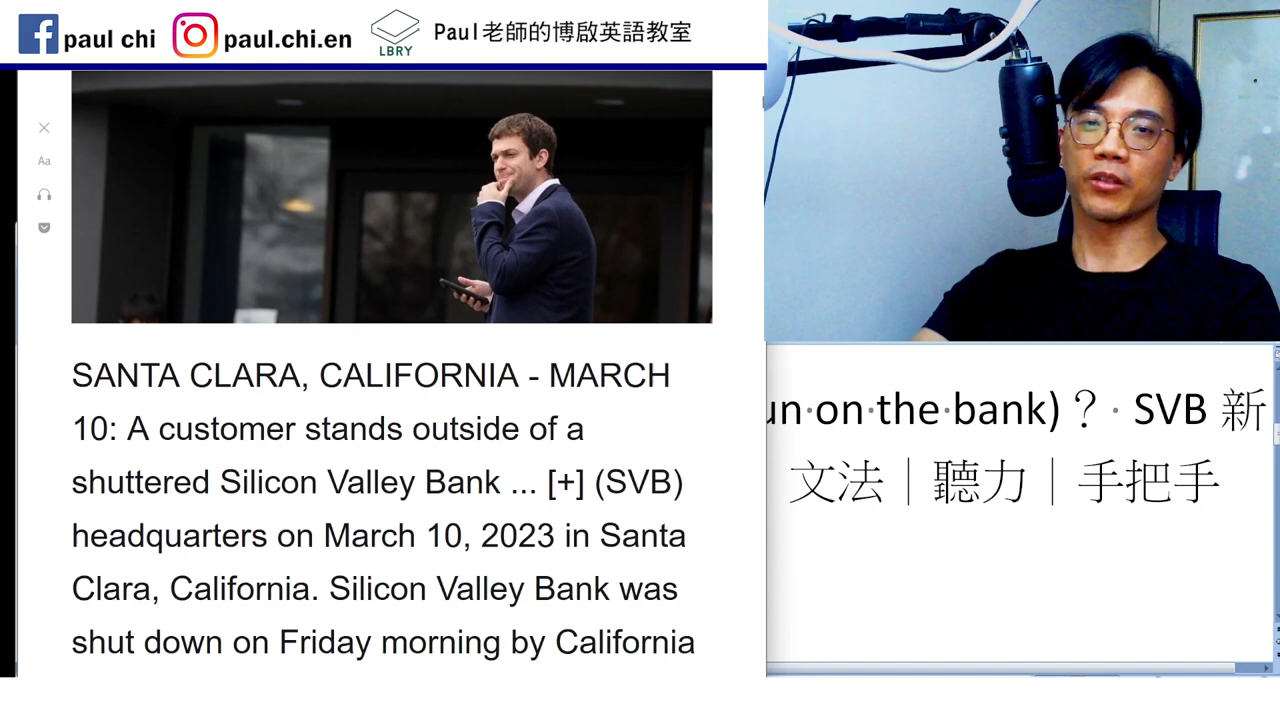 paul chi
paul.chi.en
LBRY
Paul老師的博啟英語教室
Aa
SANTA CLARA, CALIFORNIA - MARCH
10: A customer stands outside of a
shuttered Silicon Valley Bank ... [+] (SVB)
headquarters on March 10, 2023 in Santa
Clara, California. Silicon Valley Bank was
shut down on Friday morning by California
un·on·the·bank)？· SVB 新
文法｜聽力｜手把手